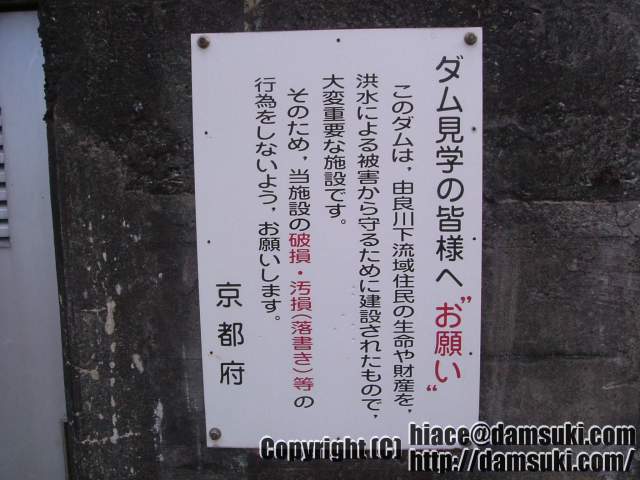 ダム見学の皆様へ"お願い"
このダムは，由良川下流域住民の生命や財産を，
洪水による被害から守るために建設されたもので，
大変重要な施設です。
そのため，当施設の破損・汚損（落書き）等の
行為をしないよう，お願いします。
京都府
Copyright (C) hiace@damsuki.com
http://damsuki.com/